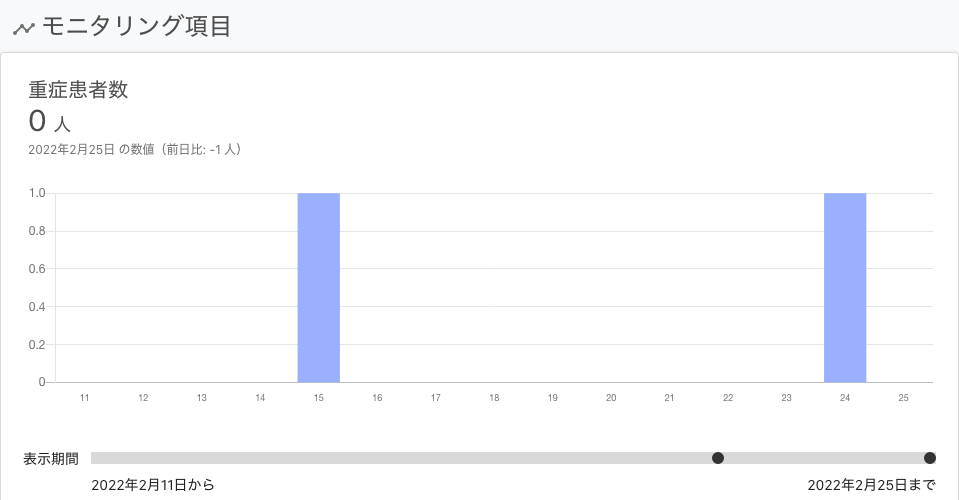 モニタリング項目
重症患者数
0 人
2022年2月25日 の数値（前日比: -1 人）
1.0
0.8
0.6
0.4
0.2
0
11 12 13 14 15 16 17 18 19 20 21 22 23 24 25
表示期間
2022年2月11日から 2022年2月25日まで